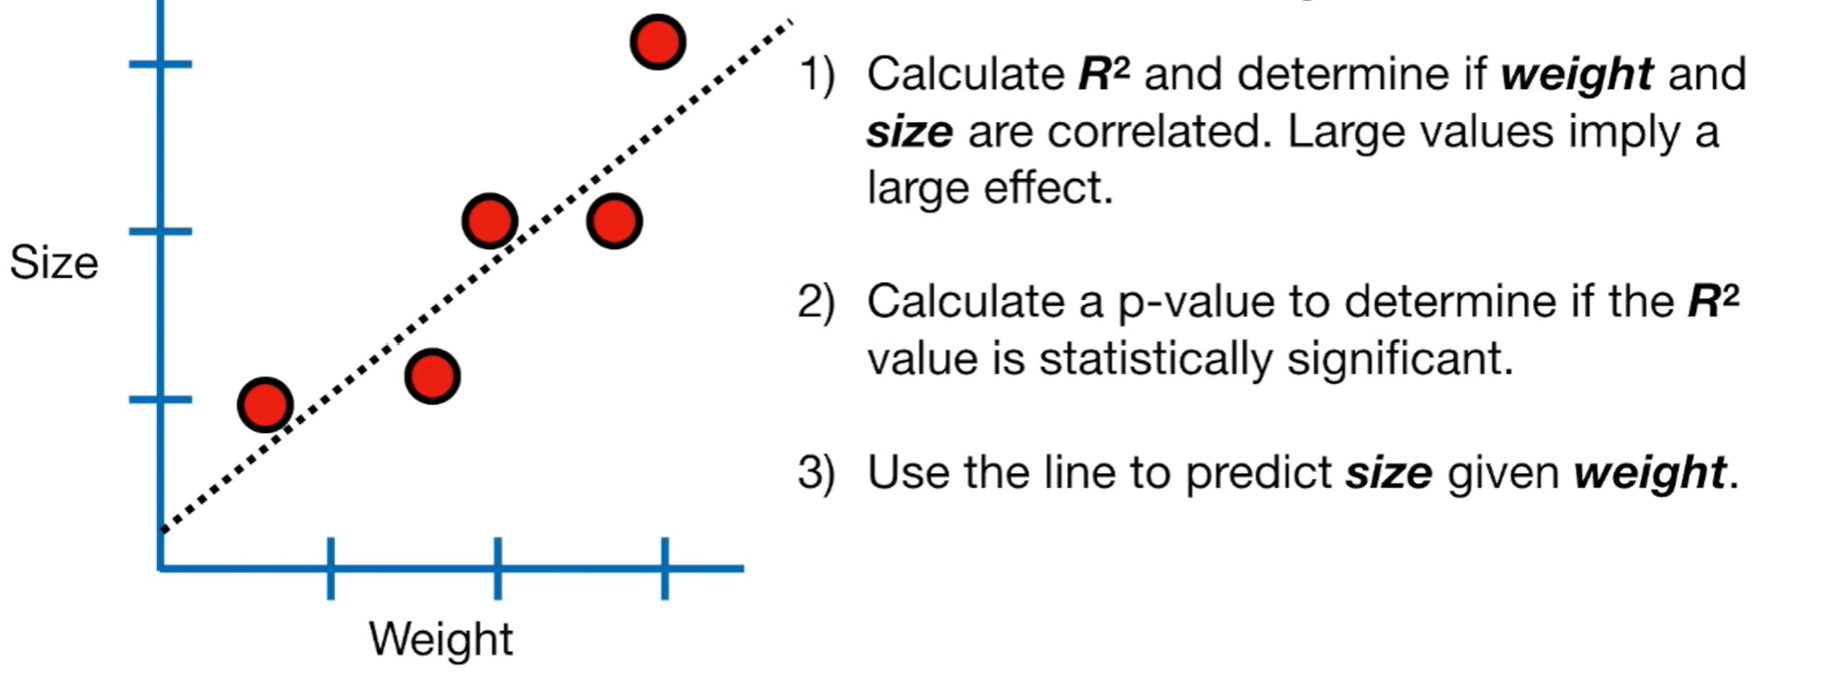 1) Calculate R² and determine if weight and
size are correlated. Large values imply a
large effect.
2) Calculate a p-value to determine if the R²
value is statistically significant.
3) Use the line to predict size given weight.
Size
Weight